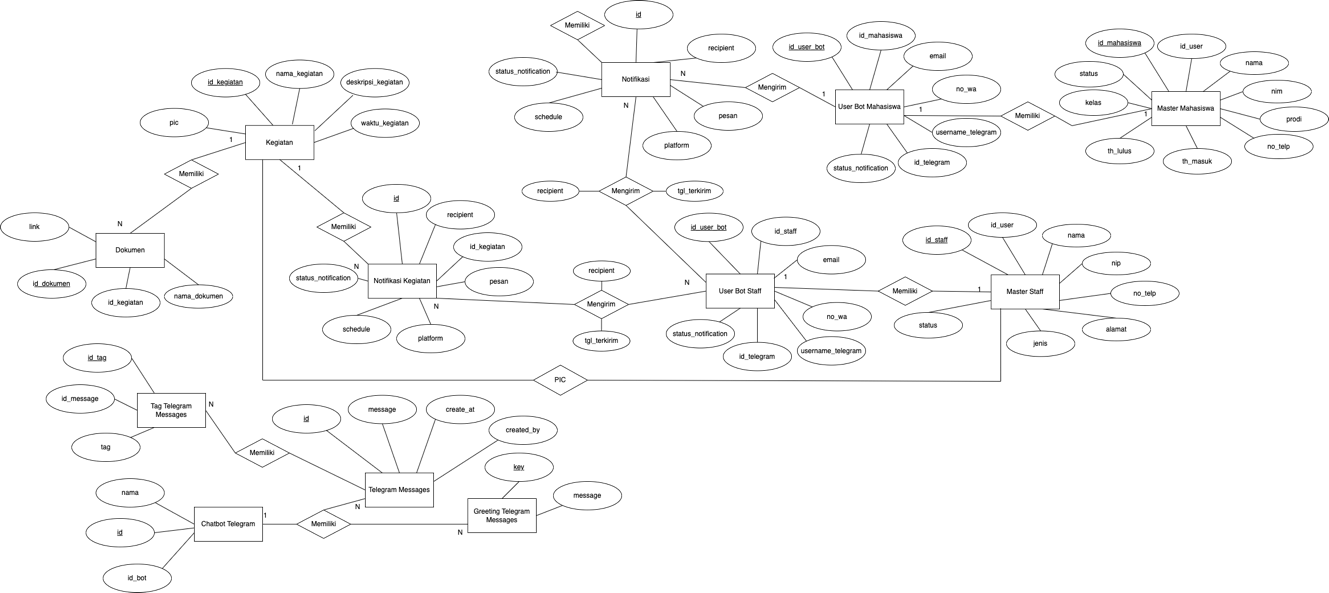 id
Memiliki
recipient
status_notification
Notifikasi
N
schedule
N
pesan
platform
Mengirim
1
id_user_bot
id_mahasiswa
email
no_wa
User Bot Mahasiswa
1
username_telegram
id_telegram
status_notification
Memiliki
1
id_mahasiswa
id_user
nama
status
nim
kelas
Master Mahasiswa
prodi
th_lulus
th_masuk
no_telp
id_kegiatan
nama_kegiatan
deskripsi_kegiatan
pic
waktu_kegiatan
Kegiatan
1
1
Memiliki
N
link
Dokumen
id_dokumen
id_kegiatan
nama_dokumen
Memiliki
N
id
recipient
id_kegiatan
status_notification
Notifikasi Kegiatan
pesan
N
schedule
platform
recipient
Mengirim
tgl_terkirim
recipient
Mengirim
tgl_terkirim
N
id_user_bot
id_staff
email
1
User Bot Staff
no_wa
status_notification
id_telegram
username_telegram
Memiliki
1
id_staff
id_user
nama
nip
Master Staff
no_telp
status
alamat
jenis
PIC
id_tag
id_message
Tag Telegram
Messages
N
tag
Memiliki
id
message
create_at
created_by
Telegram Messages
N
key
message
Greeting Telegram
Messages
N
Memiliki
1
Chatbot Telegram
nama
id
id_bot